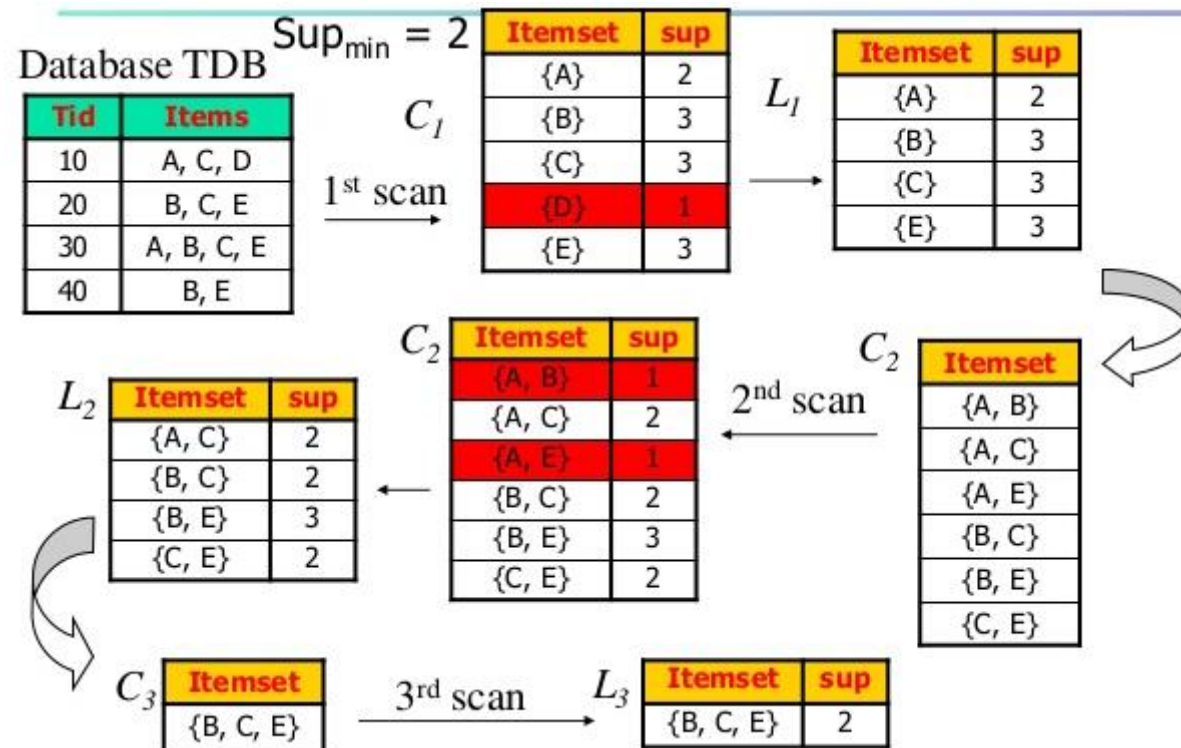 Sup_min = 2
Database TDB
Tid Items
10 A, C, D
20 B, C, E
30 A, B, C, E
40 B, E
1st scan
C1
Itemset sup
{A} 2
{B} 3
{C} 3
{D} 1
{E} 3
L1
Itemset sup
{A} 2
{B} 3
{C} 3
{E} 3
C2
Itemset
{A, B}
{A, C}
{A, E}
{B, C}
{B, E}
{C, E}
2nd scan
C2
Itemset sup
{A, B} 1
{A, C} 2
{A, E} 1
{B, C} 2
{B, E} 3
{C, E} 2
L2
Itemset sup
{A, C} 2
{B, C} 2
{B, E} 3
{C, E} 2
C3
Itemset
{B, C, E}
3rd scan
L3
Itemset sup
{B, C, E} 2